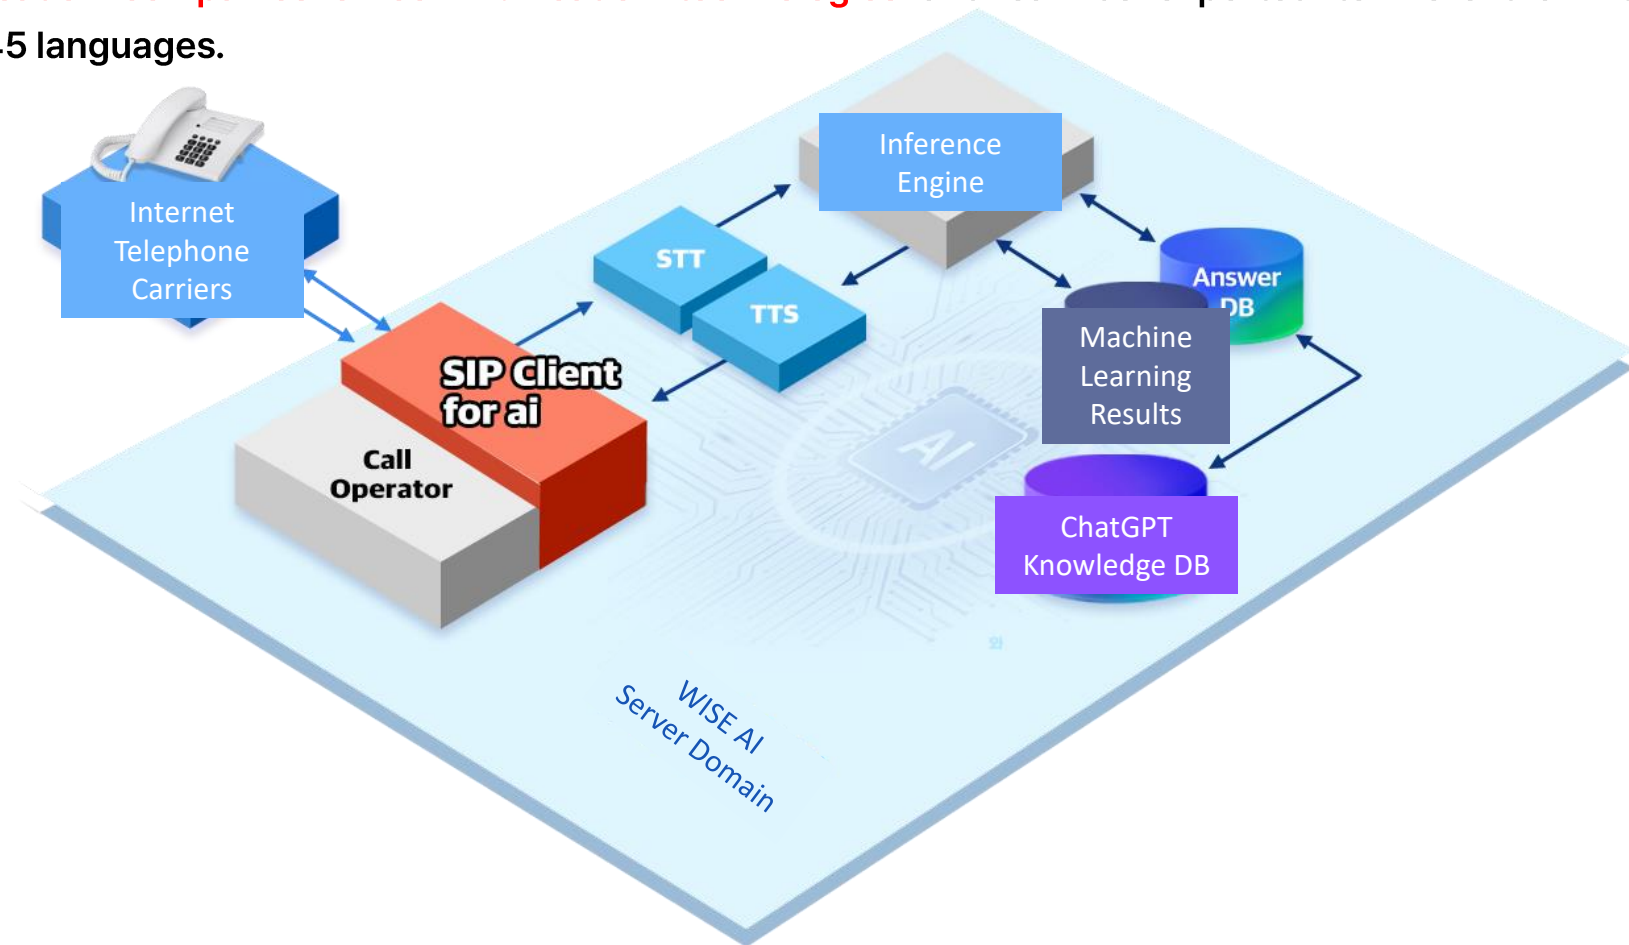 45 languages.
Internet
Telephone
Carriers
Inference
Engine
STT
TTS
Answer
DB
SIP Client
for ai
Machine
Learning
Results
Call
Operator
AI
ChatGPT
Knowledge DB
WISE AI
Server Domain